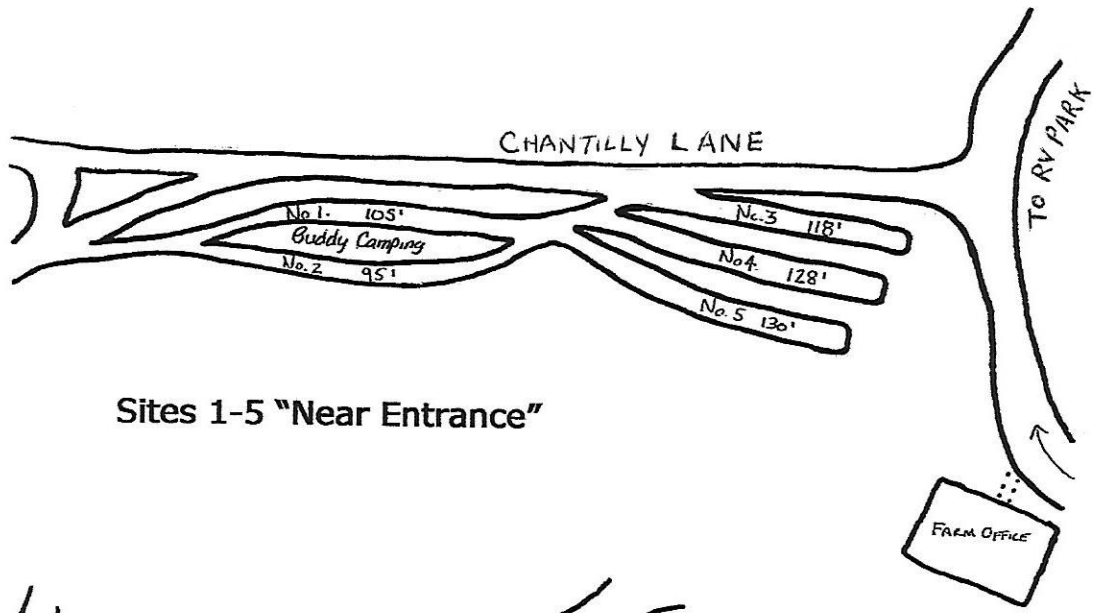 CHANTILLY LANE
TO RV PARK
No 1. 105'
Buddy Camping
No. 2 95'
No. 3 118'
No 4. 128'
No. 5 130'
Sites 1-5 "Near Entrance"
FARM OFFICE